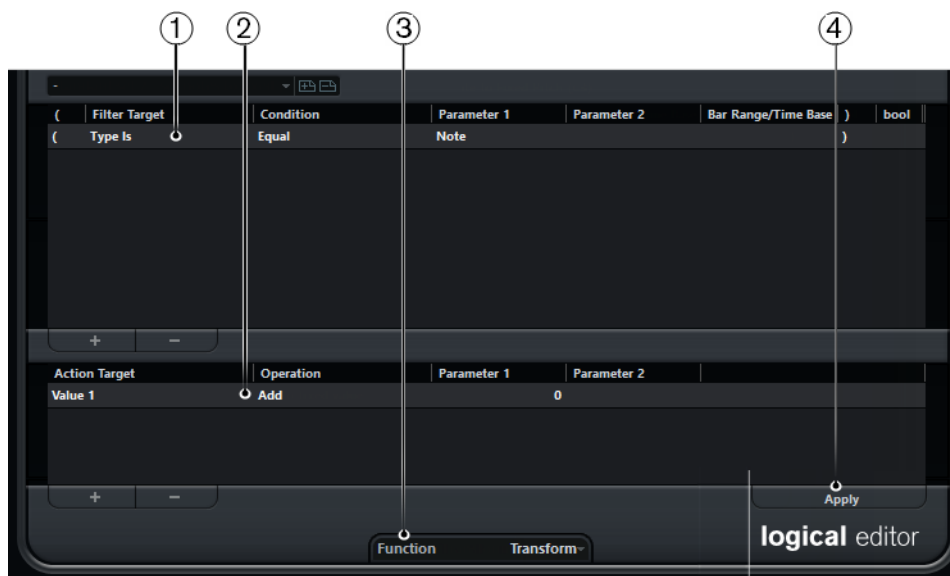 1 2 3 4
-
( Filter Target Condition Parameter 1 Parameter 2 Bar Range/Time Base ) bool
( Type Is Equal Note )
+ −
Action Target Operation Parameter 1 Parameter 2
Value 1 Add 0
+ −
Apply
Function Transform
logical editor